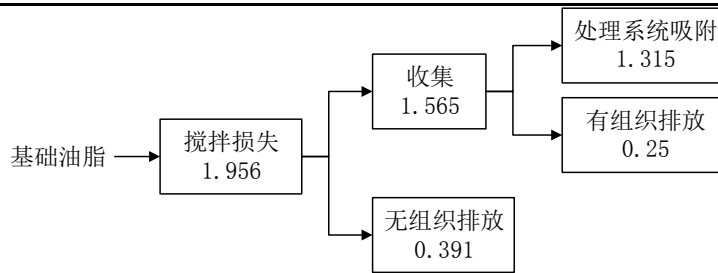 基础油脂
搅拌损失
1.956
收集
1.565
无组织排放
0.391
处理系统吸附
1.315
有组织排放
0.25